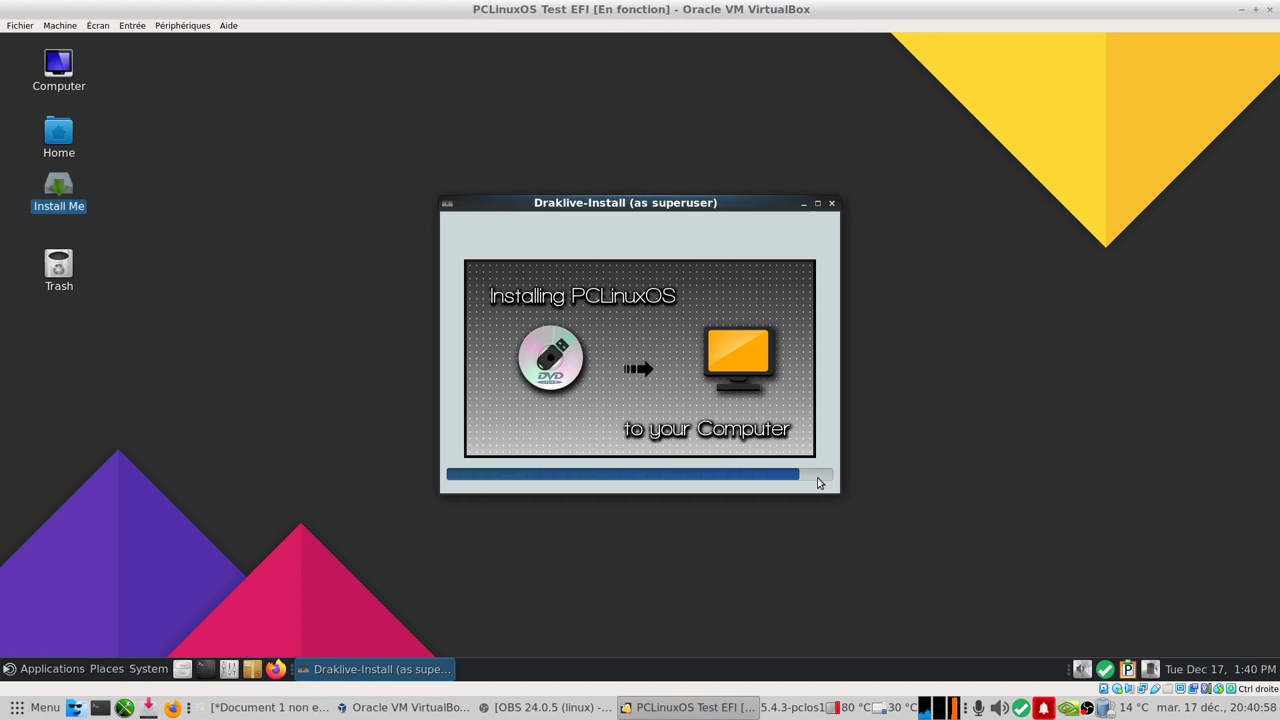 PCLinuxOS Test EFI [En fonction] - Oracle VM VirtualBox
Fichier Machine Écran Entrée Périphériques Aide
Computer
Home
Install Me
Trash
Draklive-Install (as superuser)
Installing PCLinuxOS
DVD
to your Computer
Applications Places System Draklive-Install (as supe... Tue Dec 17, 1:40 PM
Ctrl droite
Menu [*Document 1 non e... Oracle VM VirtualBo... [OBS 24.0.5 (linux) -... PCLinuxOS Test EFI [... 5.4.3-pclos1 80 °C 30 °C 14 °C mar. 17 déc., 20:40:58